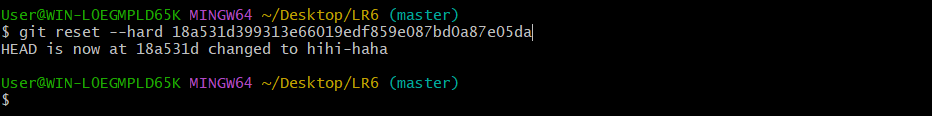 User@WIN-LOEGMPLD65K MINGW64 ~/Desktop/LR6 (master)
$ git reset --hard 18a531d399313e66019edf859e087bd0a87e05da
HEAD is now at 18a531d changed to hihi-haha
User@WIN-LOEGMPLD65K MINGW64 ~/Desktop/LR6 (master)
$